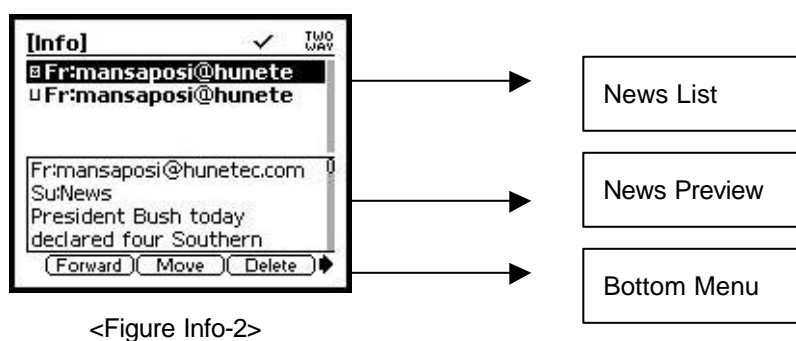 [Info] TWO WAY
Fr:mansaposi@hunete
Fr:mansaposi@hunete
Fr:mansaposi@hunetec.com
Su:News
President Bush today
declared four Southern
Forward Move Delete
News List
News Preview
Bottom Menu
<Figure Info-2>